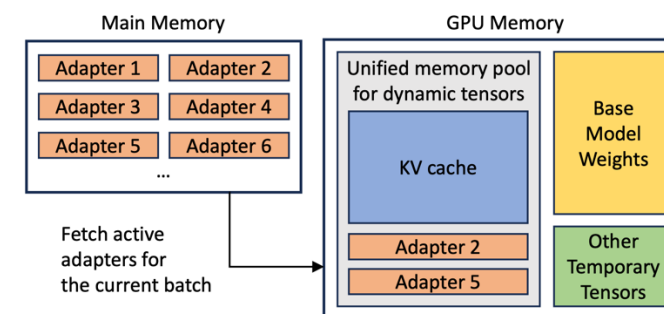 Main Memory
Adapter 1
Adapter 2
Adapter 3
Adapter 4
Adapter 5
Adapter 6
...
Fetch active
adapters for
the current batch
GPU Memory
Unified memory pool
for dynamic tensors
KV cache
Adapter 2
Adapter 5
Base
Model
Weights
Other
Temporary
Tensors